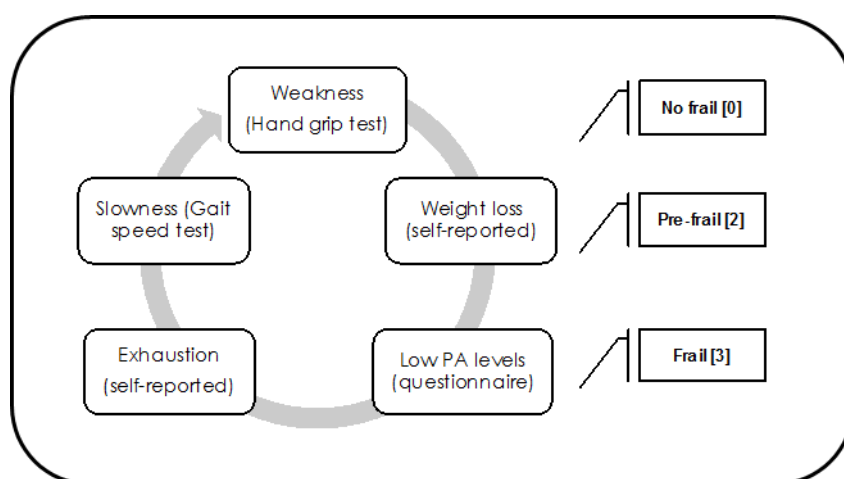 Weakness
(Hand grip test)
No frail [0]
Slowness (Gait
speed test)
Weight loss
(self-reported)
Pre-frail [2]
Exhaustion
(self-reported)
Low PA levels
(questionnaire)
Frail [3]